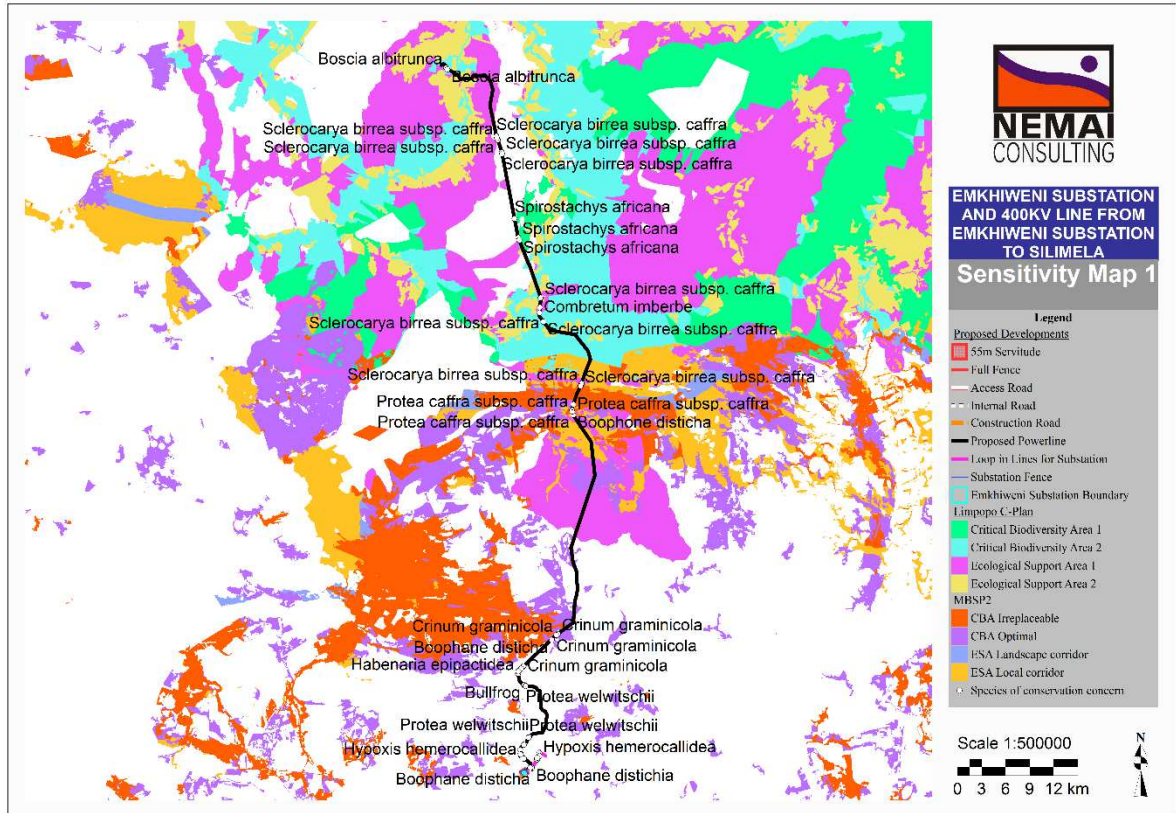 Boscia albitrunca
Boscia albitrunca
Sclerocarya birrea subsp. caffra
Sclerocarya birrea subsp. caffra
Sclerocarya birrea subsp. caffra
Sclerocarya birrea subsp. caffra
Sclerocarya birrea subsp. caffra
Spirostachys africana
Spirostachys africana
Spirostachys africana
Sclerocarya birrea subsp. caffra
Combretum imberbe
Sclerocarya birrea subsp. caffra
Sclerocarya birrea subsp. caffra
Sclerocarya birrea subsp. caffra
Sclerocarya birrea subsp. caffra
Protea caffra subsp. caffra
Protea caffra subsp. caffra
Protea caffra subsp. caffra
Boophone disticha
Crinum graminicola
Crinum graminicola
Boophane disticha
Crinum graminicola
Habenaria epipactidea
Crinum graminicola
Bullfrog
Protea welwitschii
Protea welwitschii
Protea welwitschii
Hypoxis hemerocallidea
Hypoxis hemerocallidea
Boophane disticha
Boophane distichia
NEMAI
CONSULTING
EMKHIWENI SUBSTATION
AND 400KV LINE FROM
EMKHIWENI SUBSTATION
TO SILIMELA
Sensitivity Map 1
Legend
Proposed Developments
55m Servitude
Full Fence
Access Road
Internal Road
Construction Road
Proposed Powerline
Loop in Lines for Substation
Substation Fence
Emkhiweni Substation Boundary
Limpopo C-Plan
Critical Biodiversity Area 1
Critical Biodiversity Area 2
Ecological Support Area 1
Ecological Support Area 2
MBSP2
CBA Irreplaceable
CBA Optimal
ESA Landscape corridor
ESA Local corridor
Species of conservation concern
Scale 1:500000
N
0 3 6 9 12 km